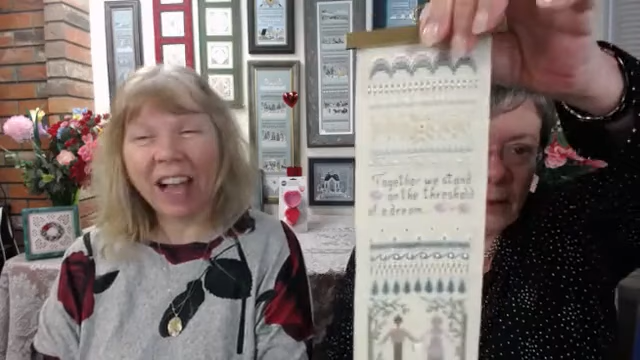 Together we stand
on the threshold
of a dream